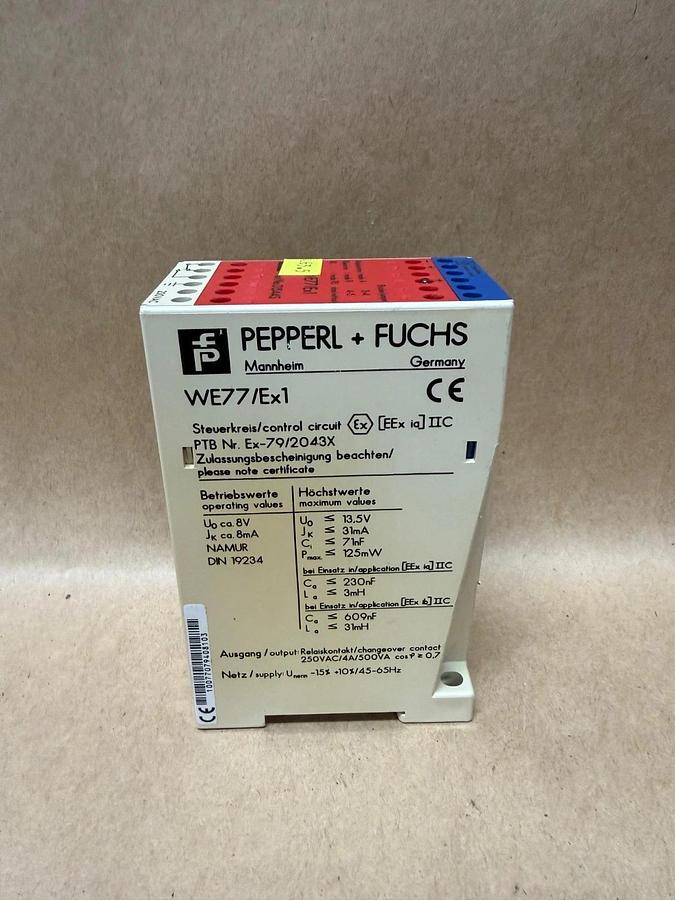 PEPPERL + FUCHS
Mannheim Germany
WE77/Ex1
CE
Steuerkreis/control circuit Ex [EEx ia] IIC
PTB Nr. Ex-79/2043X
Zulassungsbescheinigung beachten/
please note certificate
Betriebswerte
operating values
U₀ ca. 8V
Jₖ ca. 8mA
NAMUR
DIN 19234
Höchstwerte
maximum values
U₀ ≤ 13.5V
Jₖ ≤ 31mA
Cᵢ ≤ 71nF
Pmax. ≤ 125mW
bei Einsatz in/application [EEx ia] IIC
Cₐ ≤ 230nF
Lₐ ≤ 3mH
bei Einsatz in/application [EEx ib] IIC
Cₐ ≤ 609nF
Lₐ ≤ 31mH
Ausgang / output: Relaiskontakt/changeover contact
250VAC/4A/500VA cos φ ≥ 0,7
Netz / supply: Unenn -15% +10%/45-65Hz
CE
10077079408103